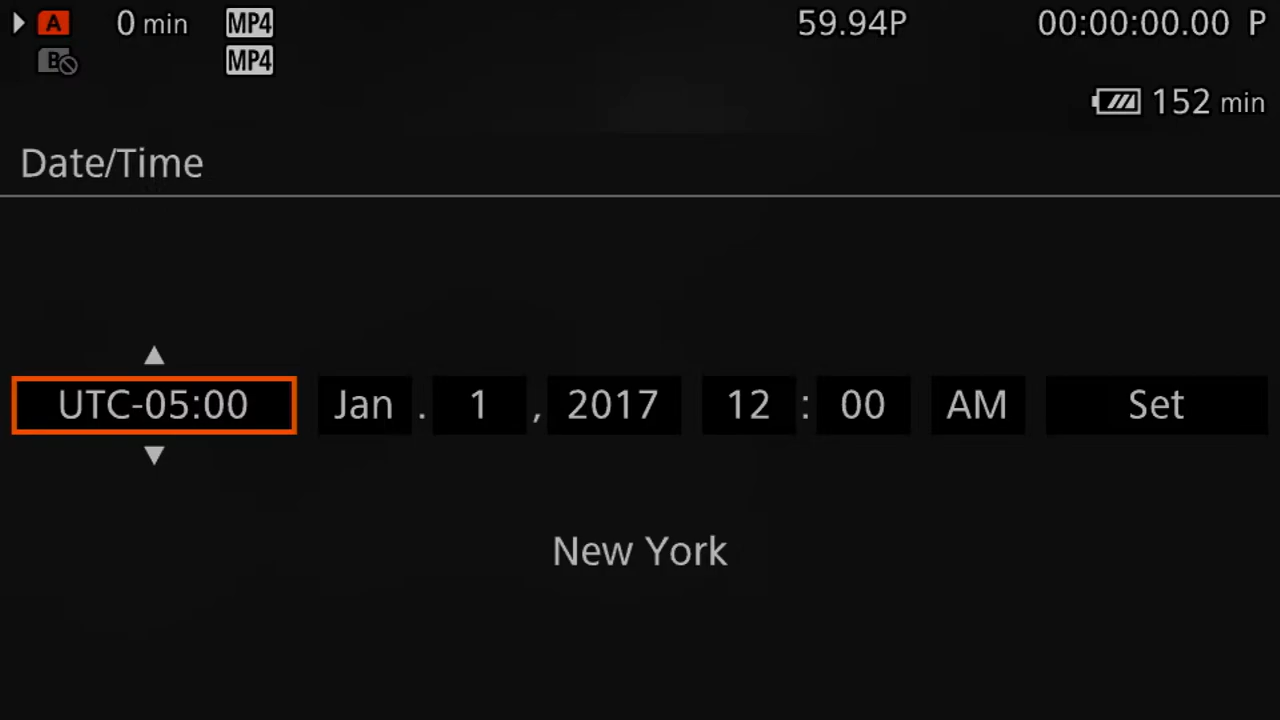 A 0 min MP4 59.94P 00:00:00.00 P
B MP4
152 min
Date/Time
UTC-05:00 Jan . 1 , 2017 12 : 00 AM Set
New York